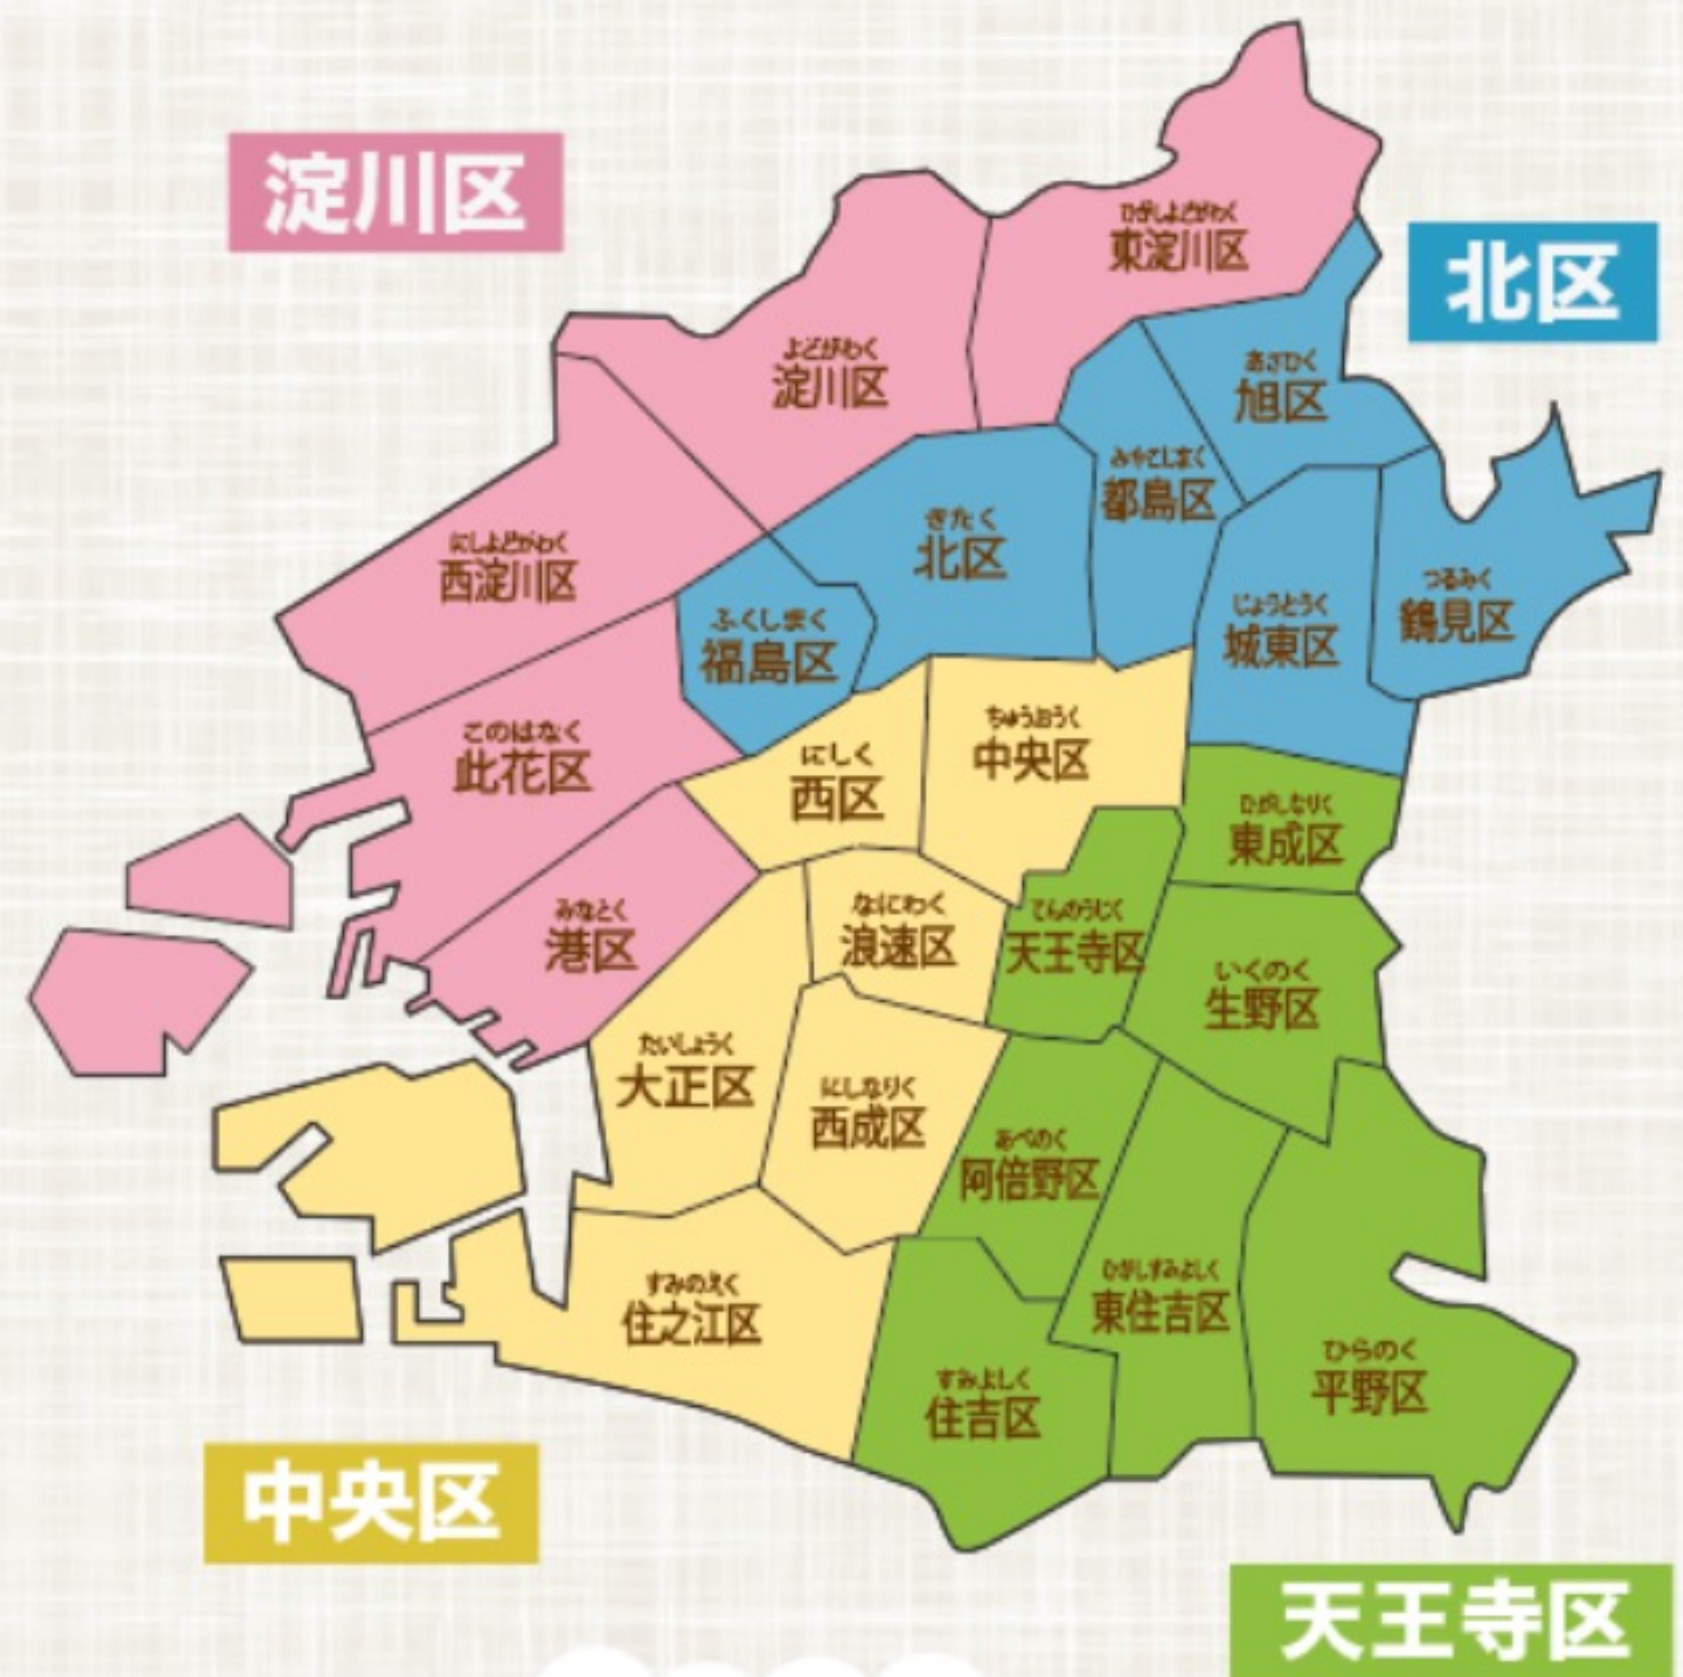 淀川区
北区
ひがしよどがわく
東淀川区
よどがわく
淀川区
あさひく
旭区
みやこじまく
都島区
きたく
北区
にしよどがわく
西淀川区
つるみく
鶴見区
じょうとうく
城東区
ふくしまく
福島区
ちゅうおうく
中央区
このはなく
此花区
にしく
西区
ひがしなりく
東成区
みなとく
港区
なにわく
浪速区
てんのうじく
天王寺区
いくのく
生野区
たいしょうく
大正区
にしなりく
西成区
あべのく
阿倍野区
すみのえく
住之江区
ひがしすみよしく
東住吉区
すみよしく
住吉区
ひらのく
平野区
中央区
天王寺区